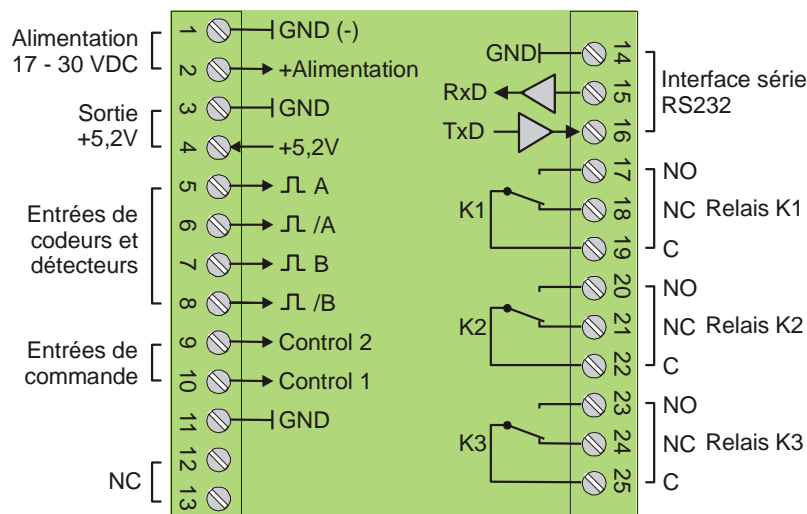 Alimentation
17 - 30 VDC
1 GND (-)
2 +Alimentation
Sortie
+5,2V
3 GND
4 +5,2V
Entrées de
codeurs et
détecteurs
5 A
6 /A
7 B
8 /B
Entrées de
commande
9 Control 2
10 Control 1
11 GND
NC
12
13
GND 14
RxD 15
TxD 16
Interface série
RS232
17 NO
K1 18 NC Relais K1
19 C
20 NO
K2 21 NC Relais K2
22 C
23 NO
K3 24 NC Relais K3
25 C